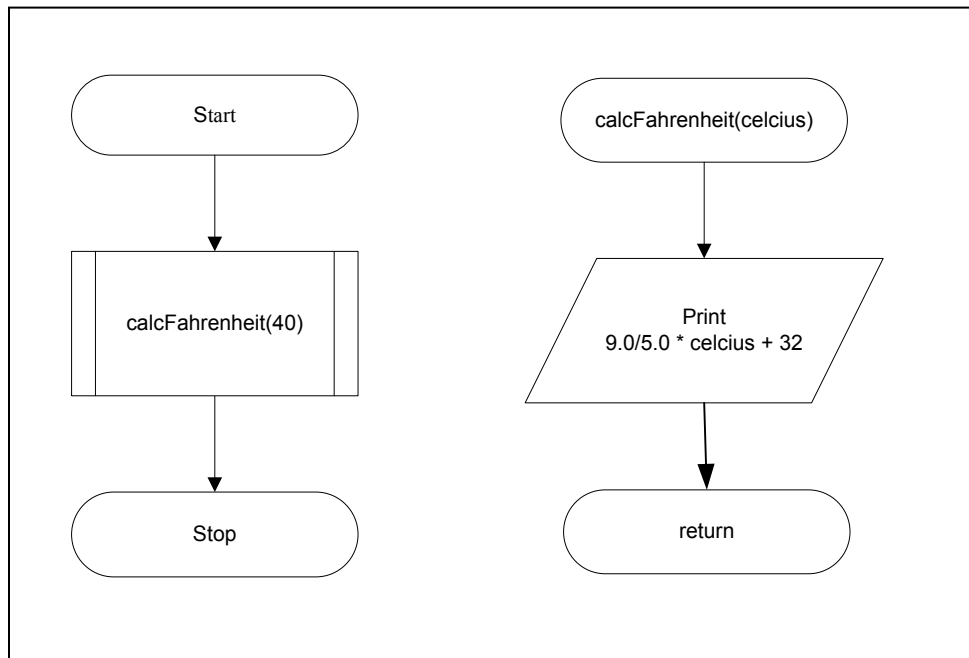 Start
calcFahrenheit(40)
Stop
calcFahrenheit(celcius)
Print
9.0/5.0 * celcius + 32
return